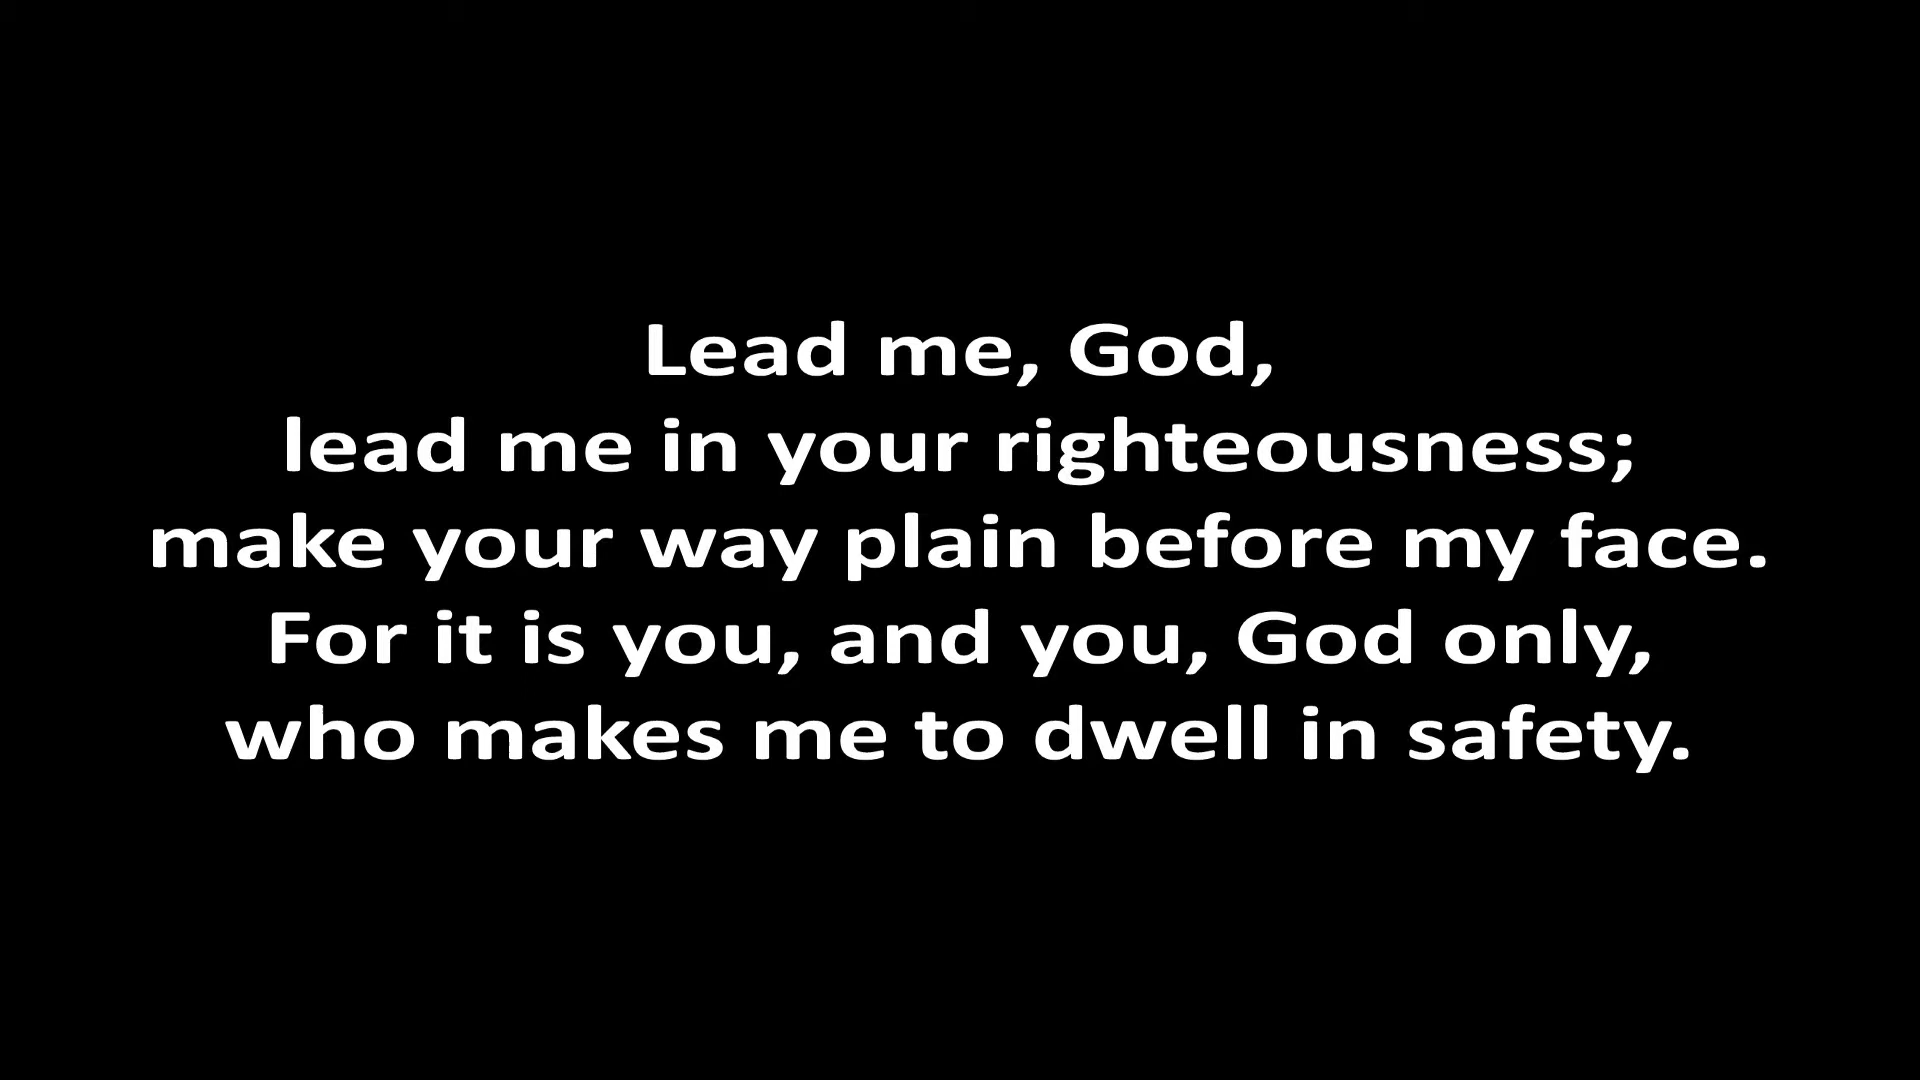 Lead me, God,
lead me in your righteousness;
make your way plain before my face.
For it is you, and you, God only,
who makes me to dwell in safety.